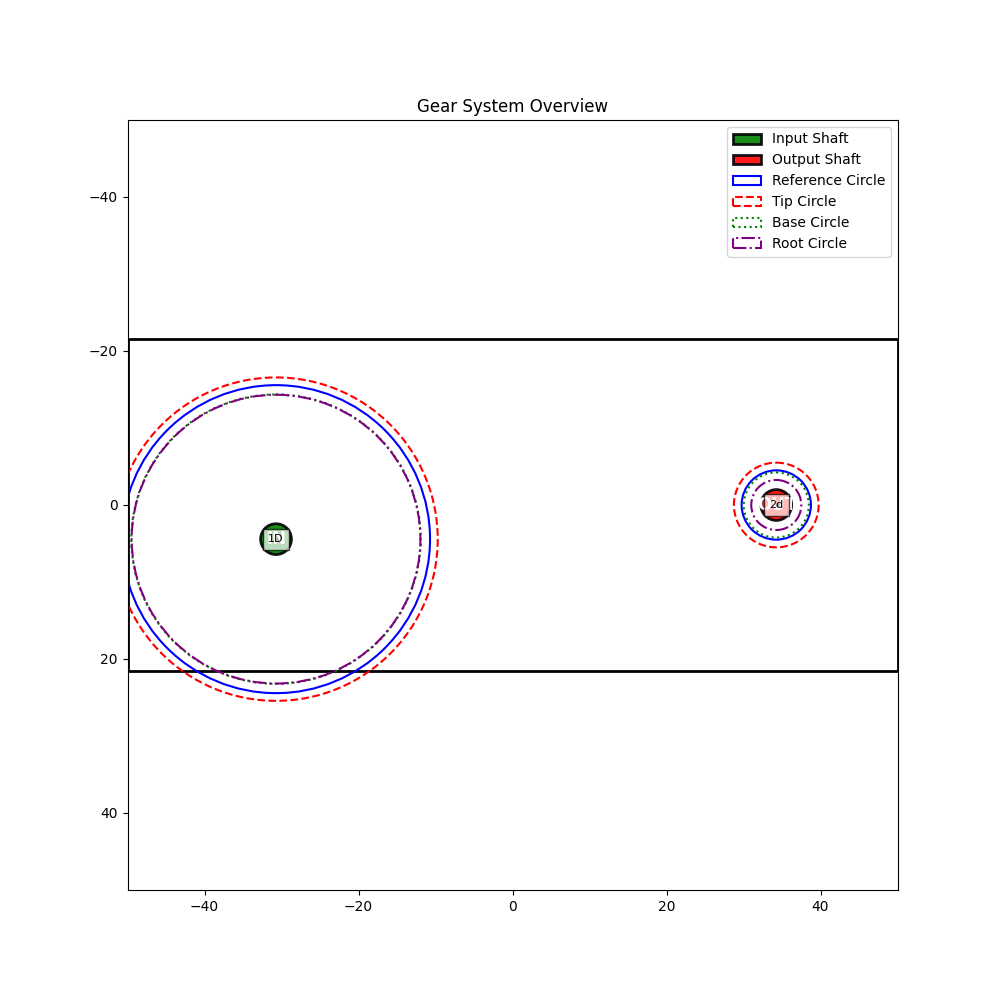 Gear System Overview
Input Shaft
Output Shaft
Reference Circle
Tip Circle
Base Circle
Root Circle
−40
−20
0
20
40
1D
2d
−40
−20
0
20
40